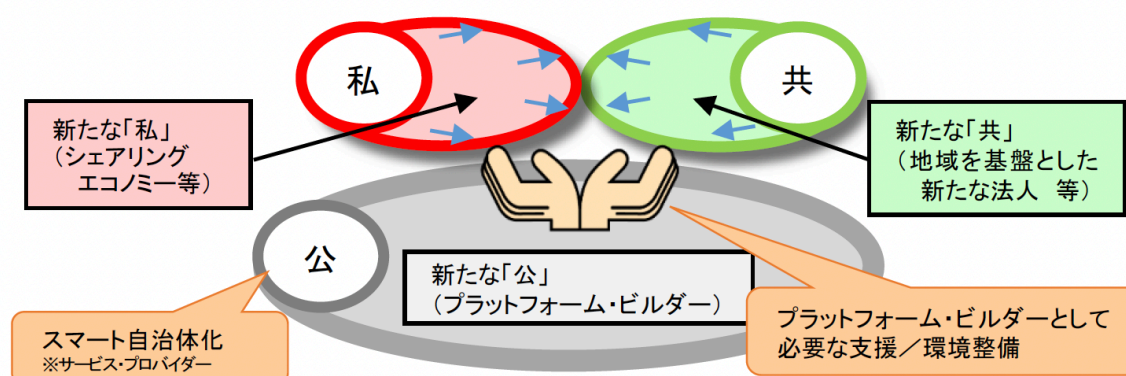 私
共
新たな「私」
（シェアリング
エコノミー等）
新たな「共」
（地域を基盤とした
新たな法人　等）
公
新たな「公」
（プラットフォーム・ビルダー）
スマート自治体化
※サービス・プロバイダー
プラットフォーム・ビルダーとして
必要な支援／環境整備